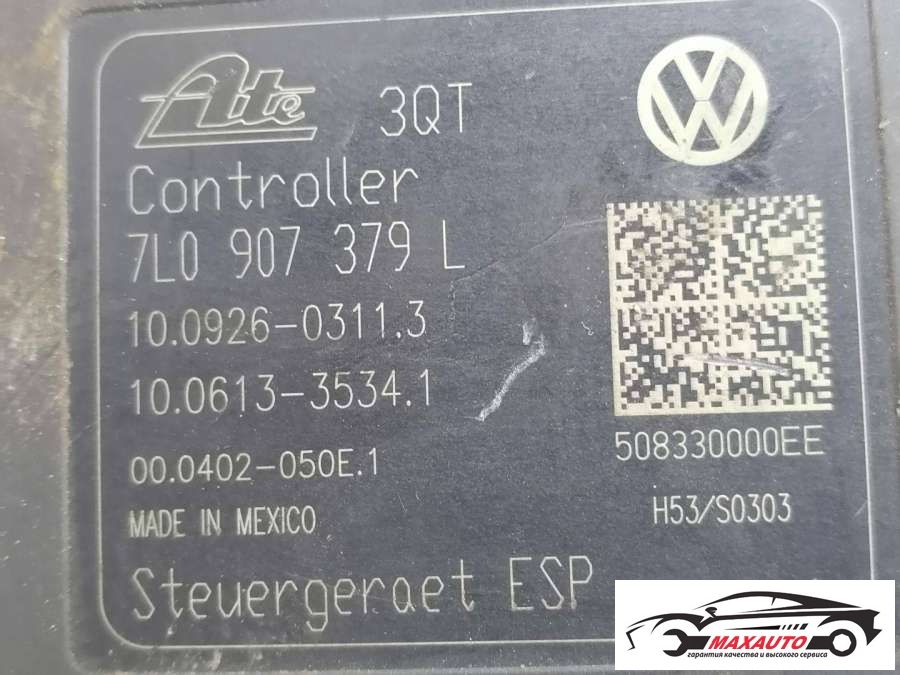 Ate 3QT
Controller
7L0 907 379 L
10.0926-0311.3
10.0613-3534.1
00.0402-050E.1
MADE IN MEXICO
Steuergeraet ESP
508330000EE
H53/S0303
MAXAUTO
гарантия качества и высокого сервиса